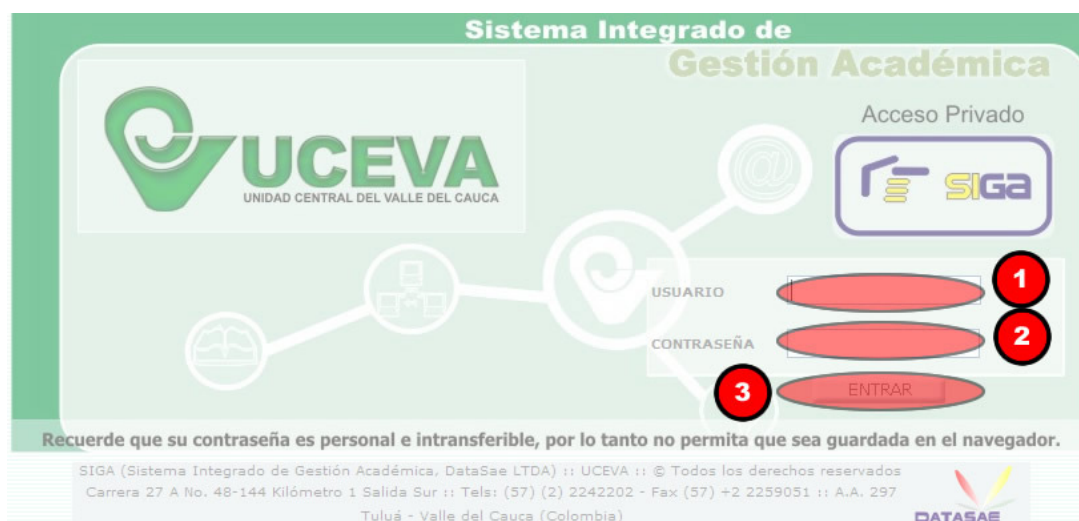 Sistema Integrado de
Gestión Académica
Acceso Privado
UCEVA
UNIDAD CENTRAL DEL VALLE DEL CAUCA
SIGa
@
USUARIO
1
CONTRASEÑA
2
3
ENTRAR
Recuerde que su contraseña es personal e intransferible, por lo tanto no permita que sea guardada en el navegador.
SIGA (Sistema Integrado de Gestión Académica, DataSae LTDA) :: UCEVA :: © Todos los derechos reservados
Carrera 27 A No. 48-144 Kilómetro 1 Salida Sur :: Tels: (57) (2) 2242202 - Fax (57) +2 2259051 :: A.A. 297
Tuluá - Valle del Cauca (Colombia)
DATASAE